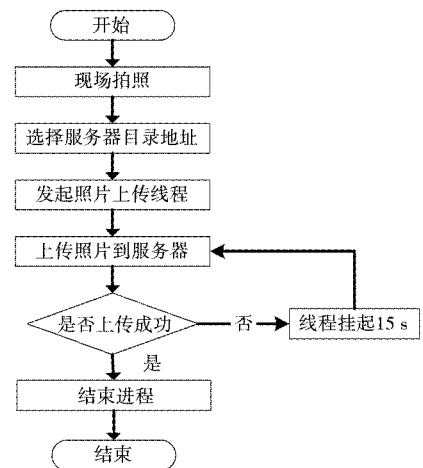 开始
现场拍照
选择服务器目录地址
发起照片上传线程
上传照片到服务器
是否上传成功
否
线程挂起15 s
是
结束进程
结束